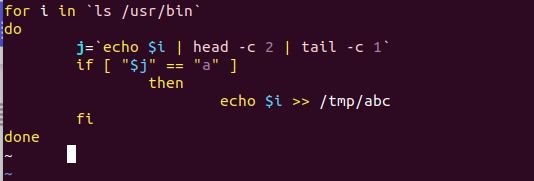 for i in `ls /usr/bin`
do
        j=`echo $i | head -c 2 | tail -c 1`
        if [ "$j" == "a" ]
                then
                        echo $i >> /tmp/abc
        fi
done
~
~